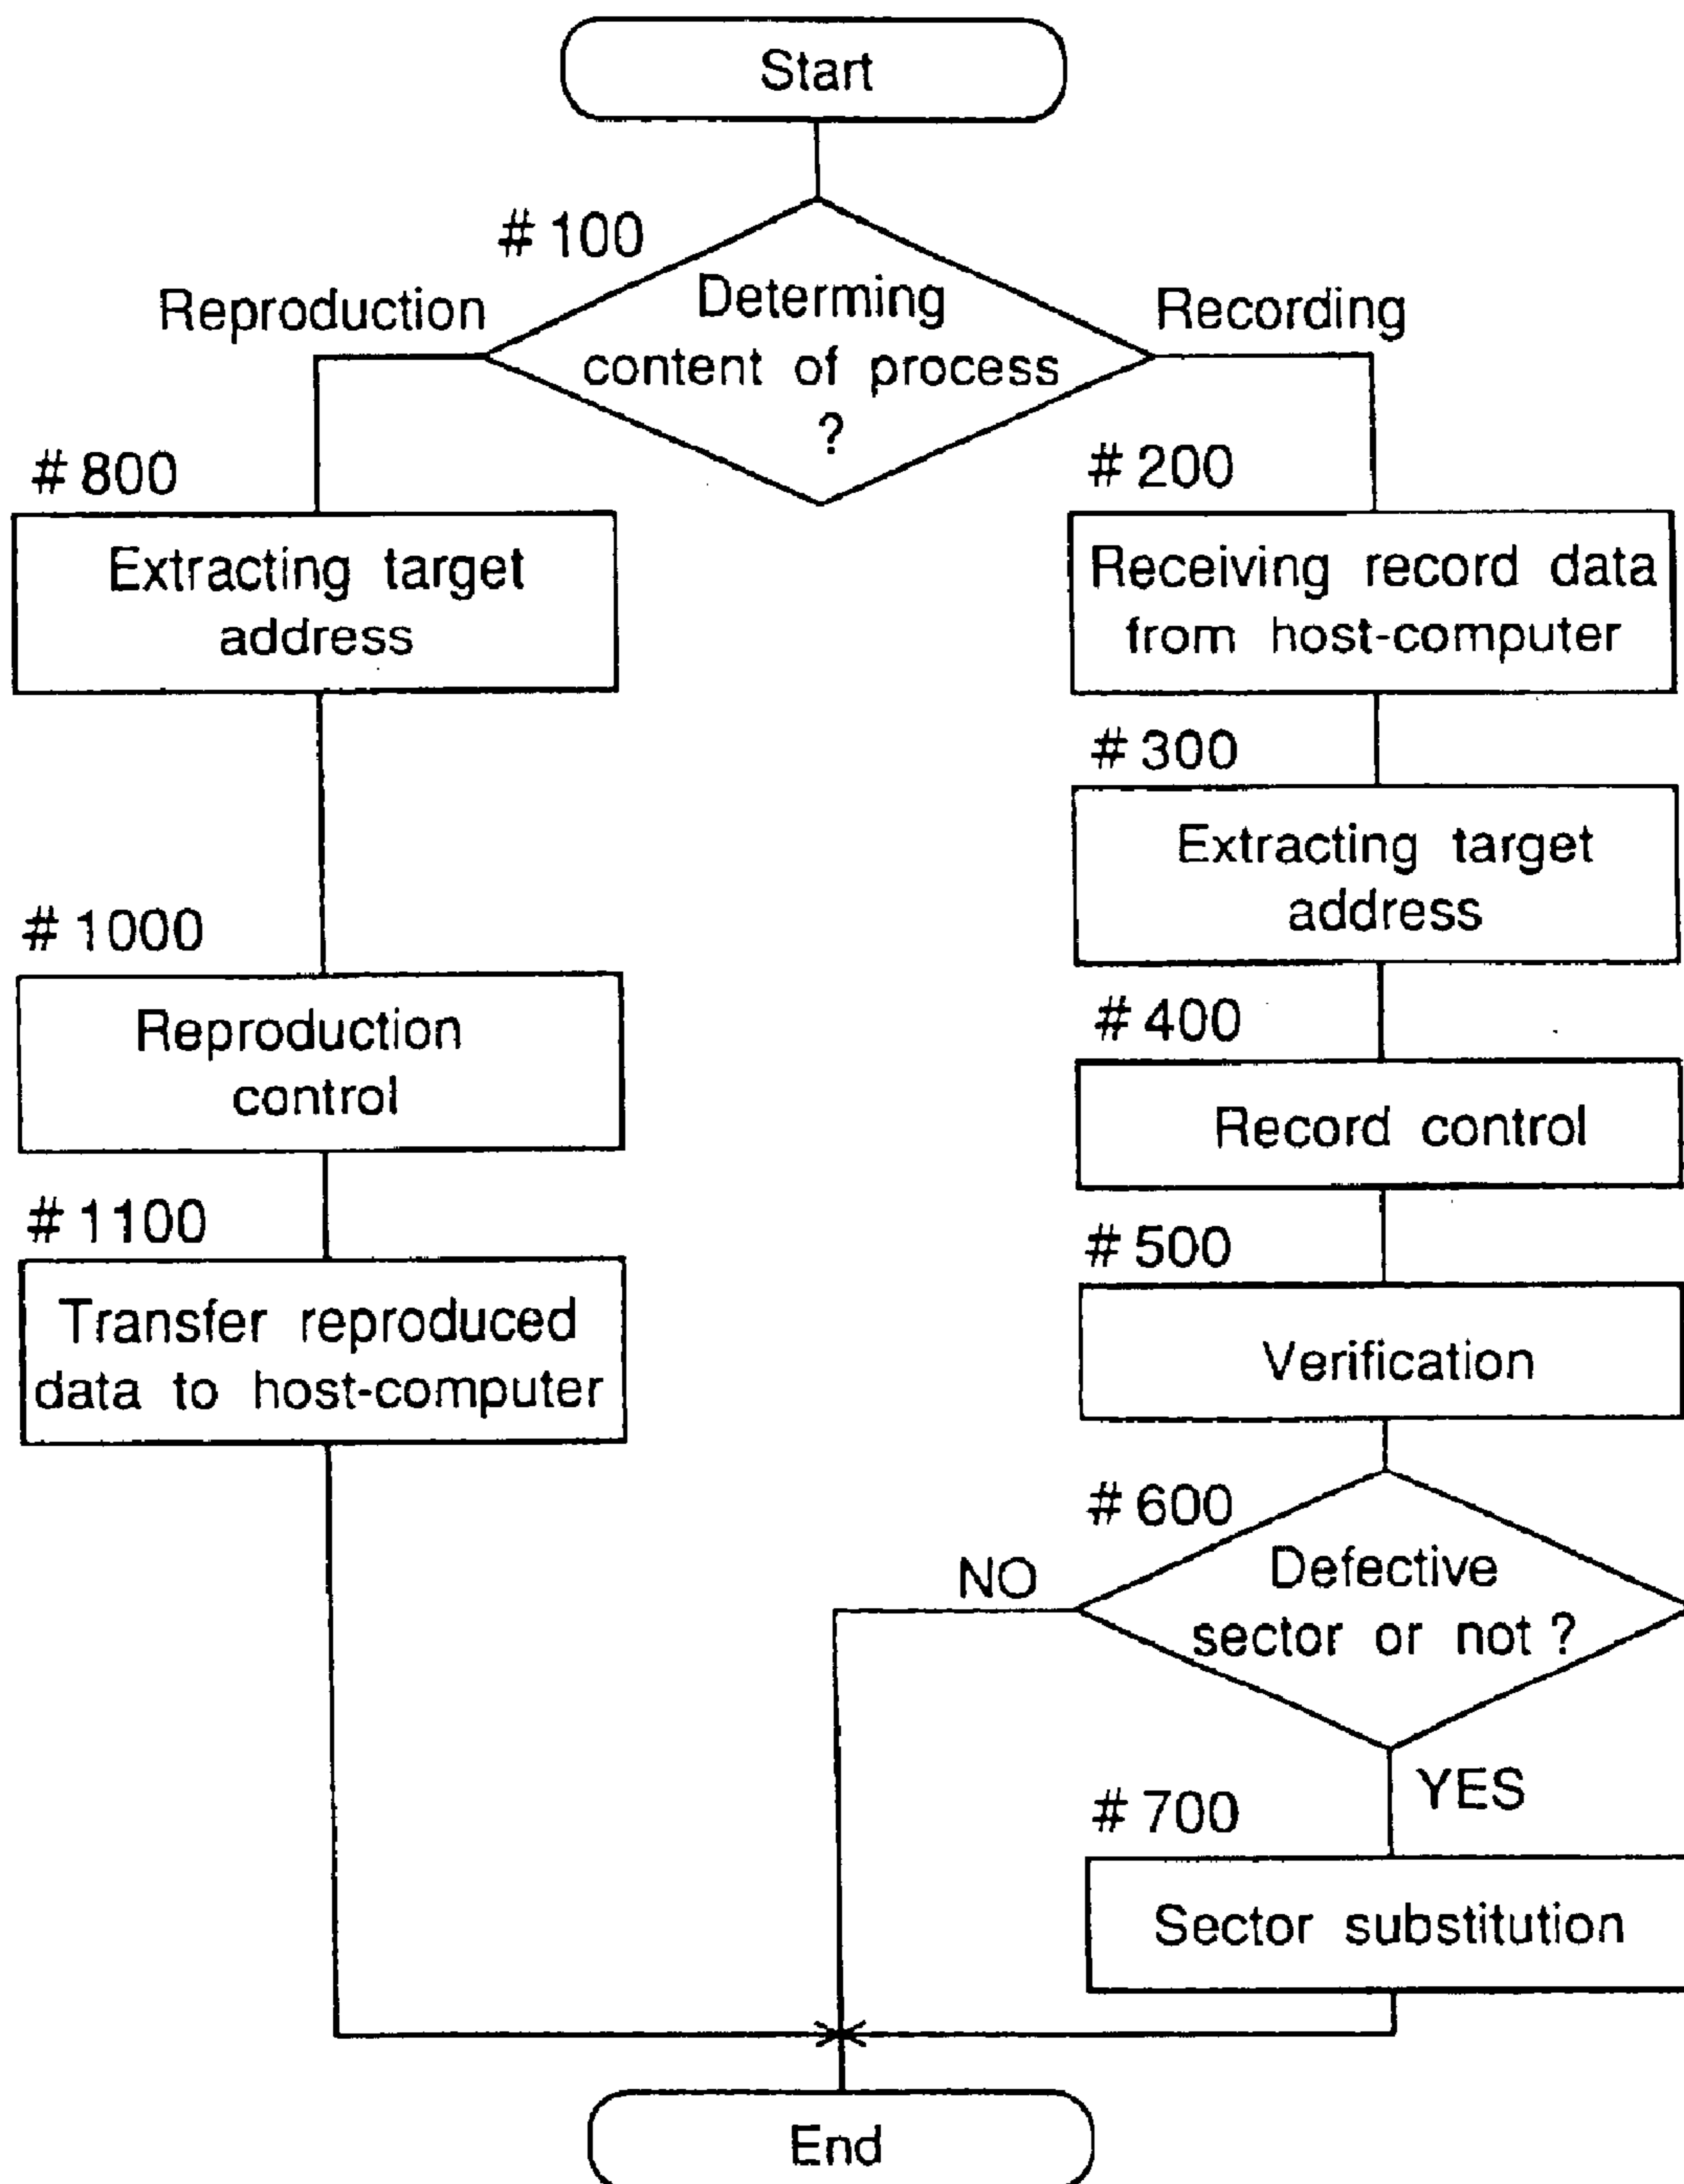 Start
# 100
Determing
content of process
?
Reproduction
Recording
# 800
Extracting target
address
# 1000
Reproduction
control
# 1100
Transfer reproduced
data to host-computer
# 200
Receiving record data
from host-computer
# 300
Extracting target
address
# 400
Record control
# 500
Verification
# 600
Defective
sector or not ?
NO
YES
# 700
Sector substitution
End